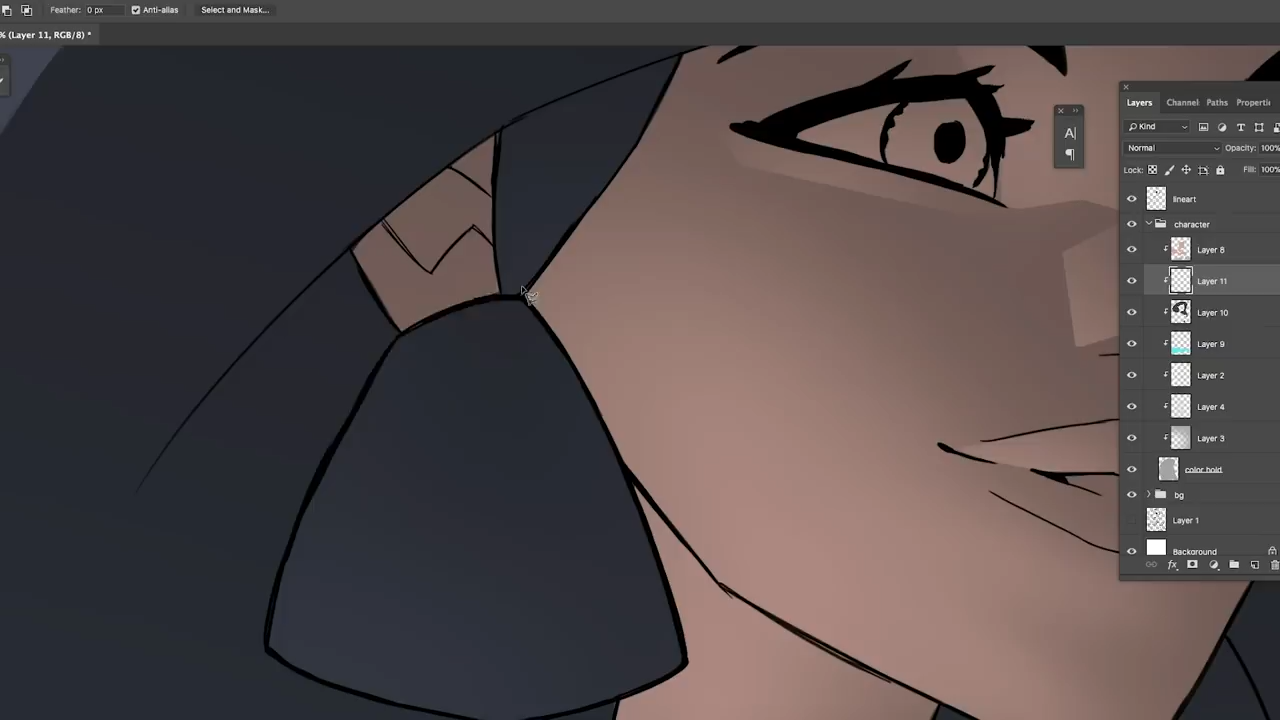 Feather: 0 px Anti-alias Select and Mask...
% (Layer 11, RGB/8) *
Layers Channel Paths Properti
Kind
Normal Opacity: 100%
Lock: Fill: 100%
lineart
character
Layer 8
Layer 11
Layer 10
Layer 9
Layer 2
Layer 4
Layer 3
color hold
bg
Layer 1
Background